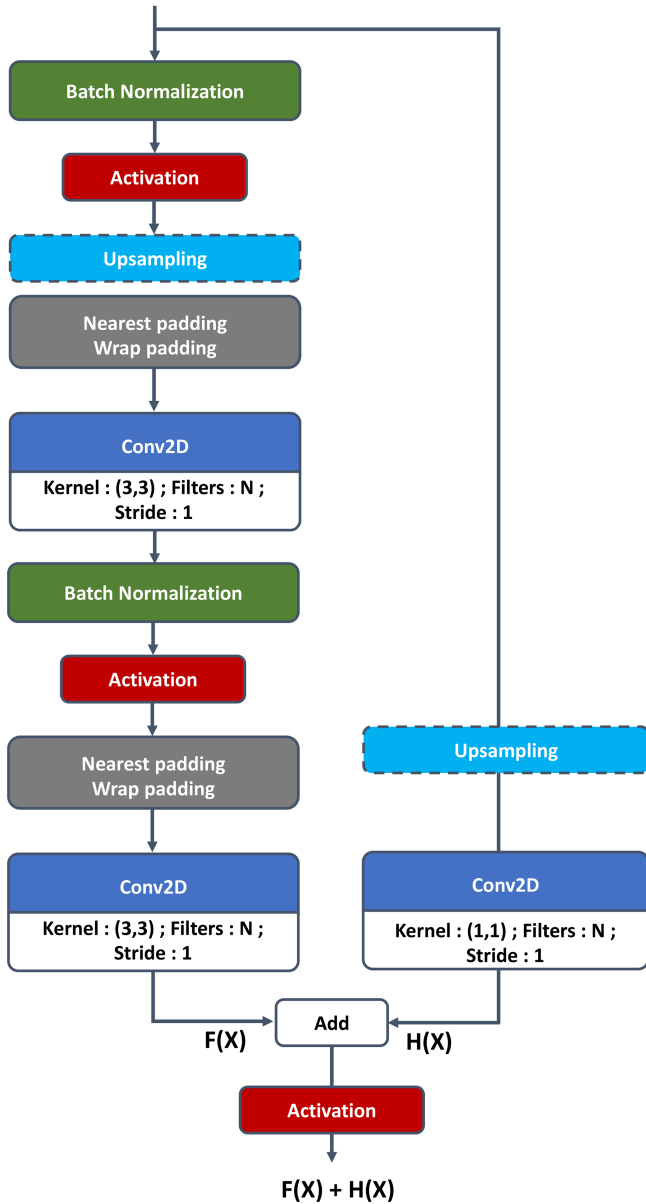 Batch Normalization
Activation
Upsampling
Nearest padding
Wrap padding
Conv2D
Kernel : (3,3) ; Filters : N ;
Stride : 1
Batch Normalization
Activation
Nearest padding
Wrap padding
Conv2D
Kernel : (3,3) ; Filters : N ;
Stride : 1
Upsampling
Conv2D
Kernel : (1,1) ; Filters : N ;
Stride : 1
F(X)
Add
H(X)
Activation
F(X) + H(X)